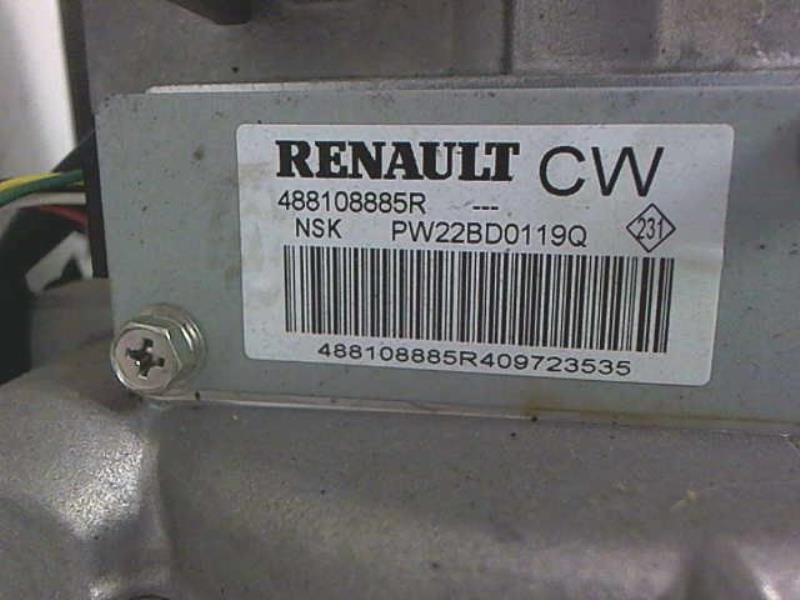 RENAULT CW
488108885R ---
NSK PW22BD0119Q 231
488108885R409723535